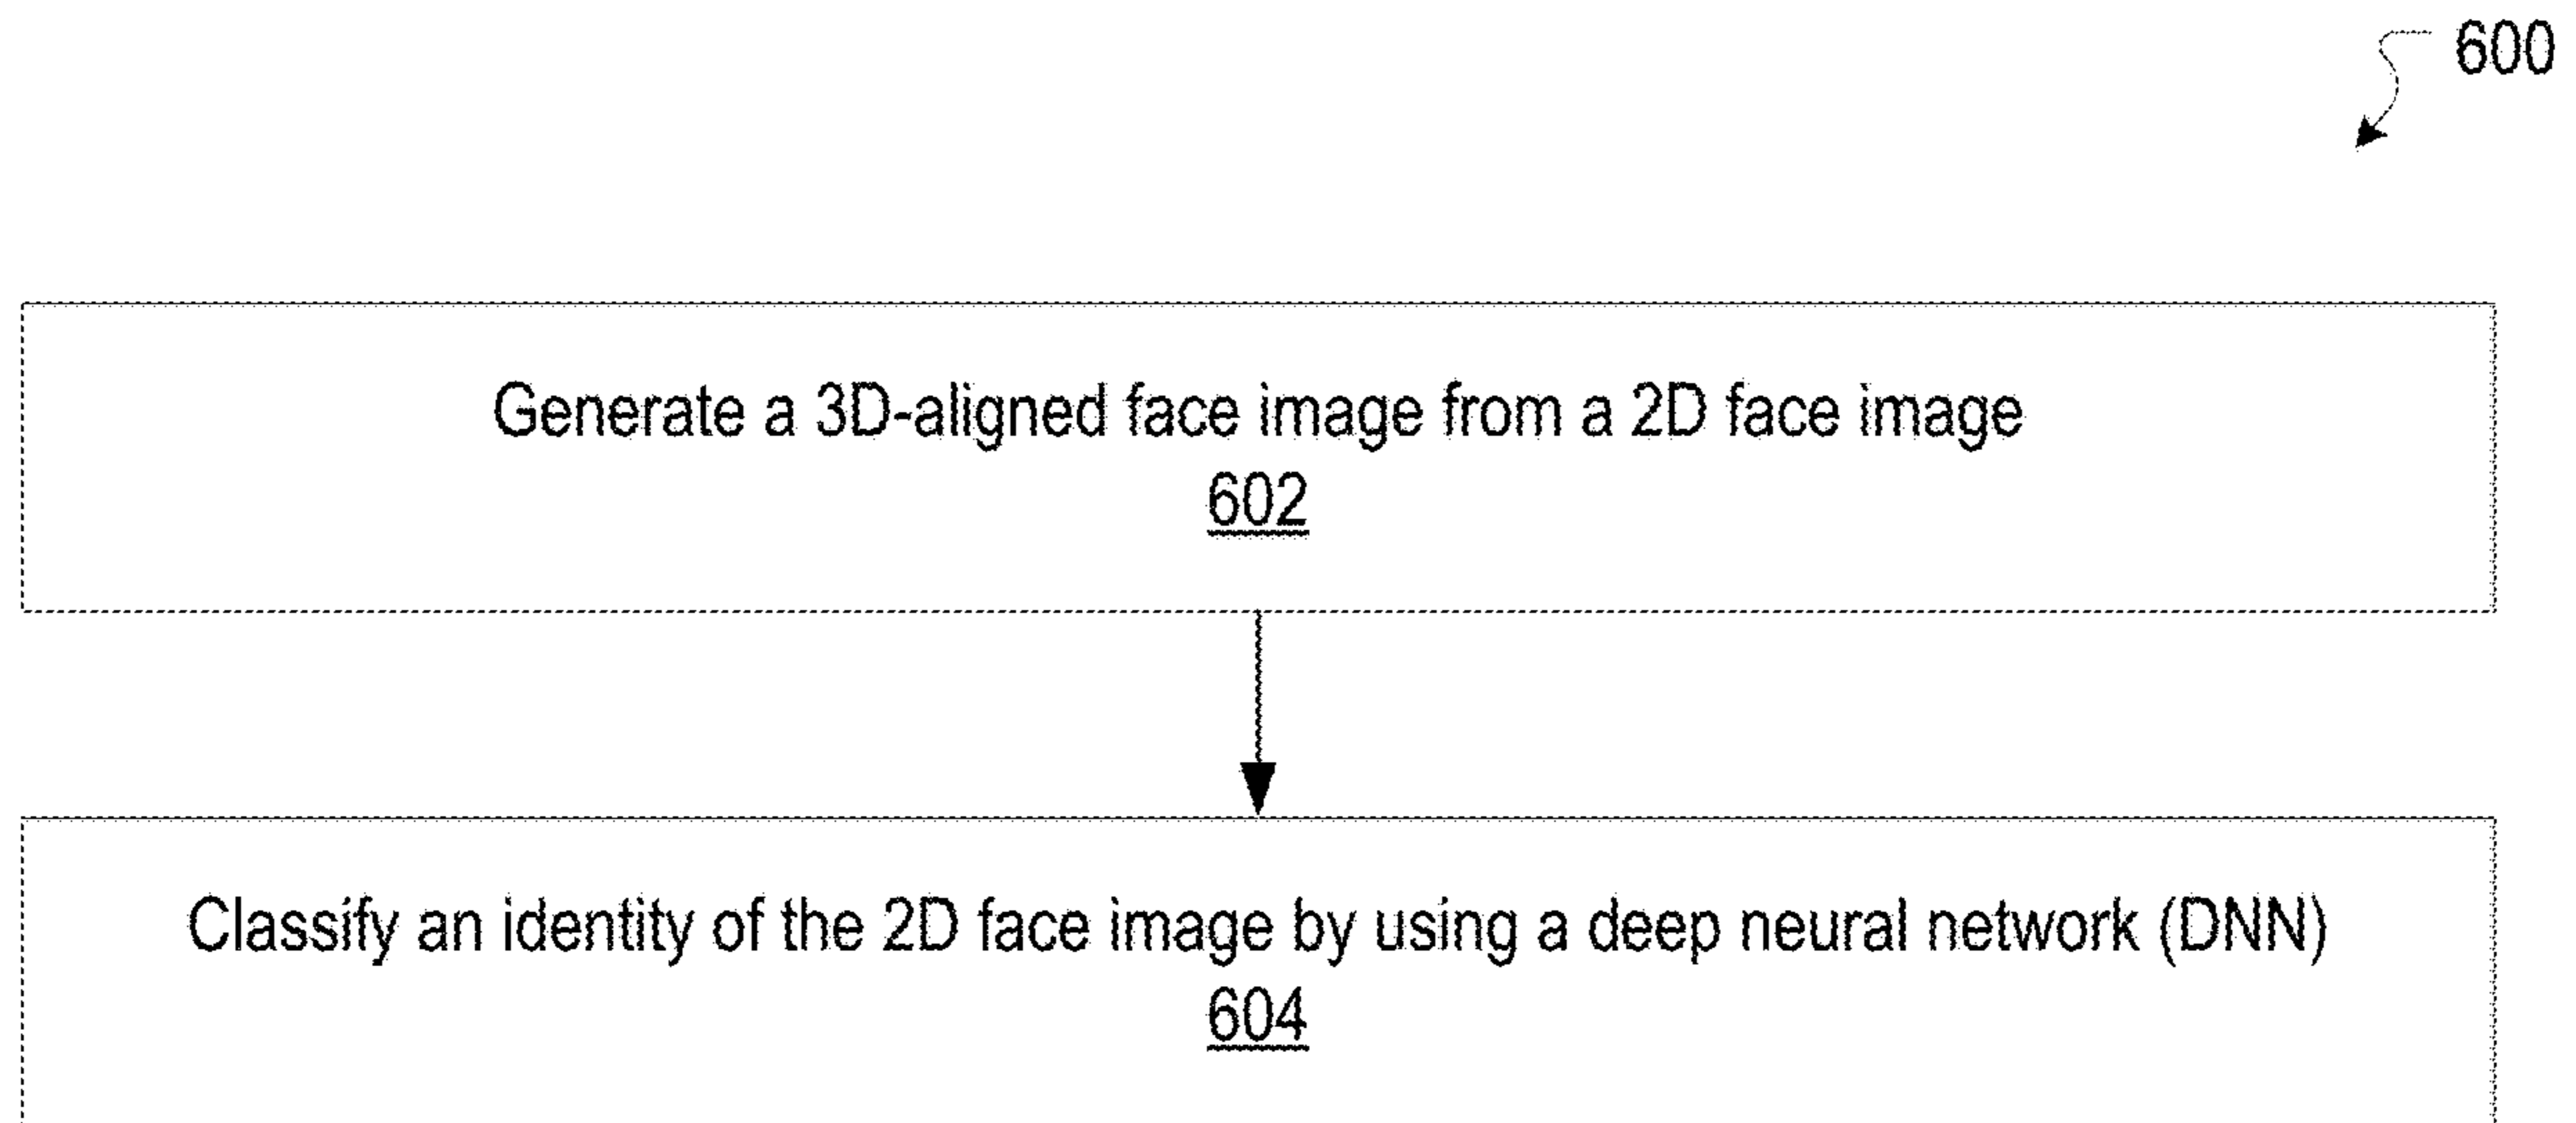 600
Generate a 3D-aligned face image from a 2D face image
602
Classify an identity of the 2D face image by using a deep neural network (DNN)
604